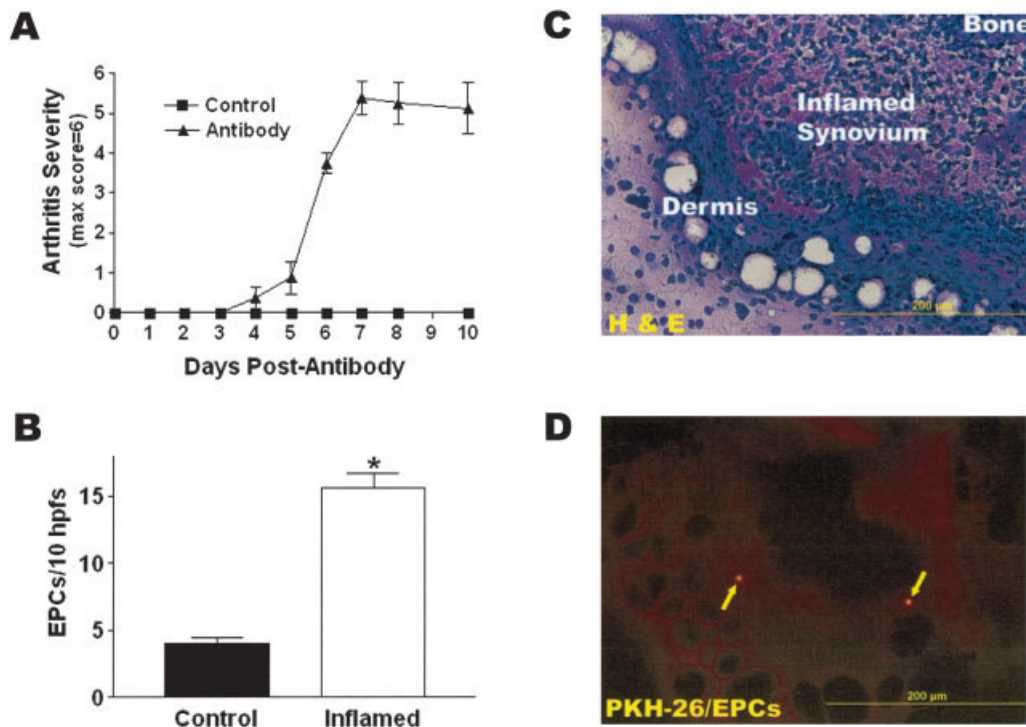 A
Arthritis Severity
(max score=6)
6
5
4
3
2
1
0
Control
Antibody
0 1 2 3 4 5 6 7 8 9 10
Days Post-Antibody
B
EPCs/10 hpfs
15
10
5
0
*
Control Inflamed
C
Bone
Inflamed
Synovium
Dermis
200 µm
H & E
D
200 µm
PKH-26/EPCs